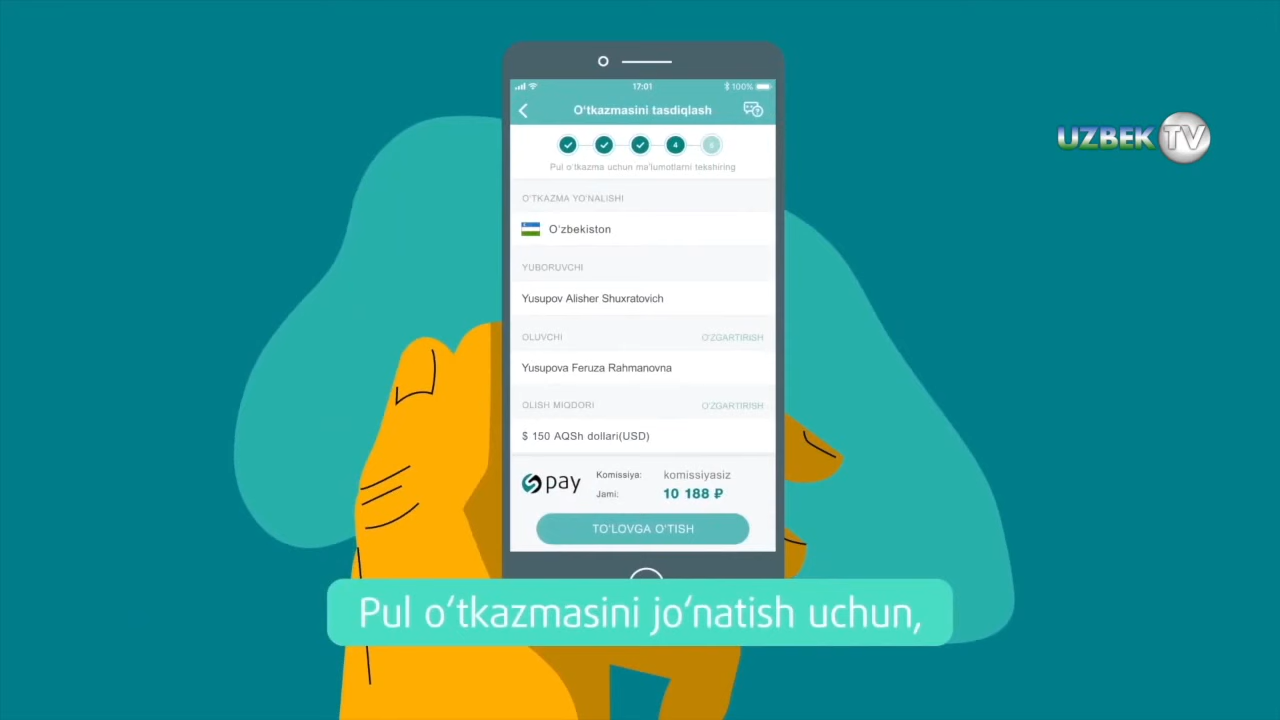 17:01
100%
O'tkazmasini tasdiqlash
UZBEK TV
4
Pul o'tkazma uchun ma'lumotlarni tekshiring
O'TKAZMA YO'NALISHI
O'zbekiston
YUBORUVCHI
Yusupov Alisher Shuxratovich
OLUVCHI O'ZGARTIRISH
Yusupova Feruza Rahmanovna
OLISH MIQDORI O'ZGARTIRISH
$ 150 AQSh dollari(USD)
pay
Komissiya: komissiyasiz
Jami: 10 188 ₽
TO'LOVGA O'TISH
Pul o'tkazmasini jo'natish uchun,